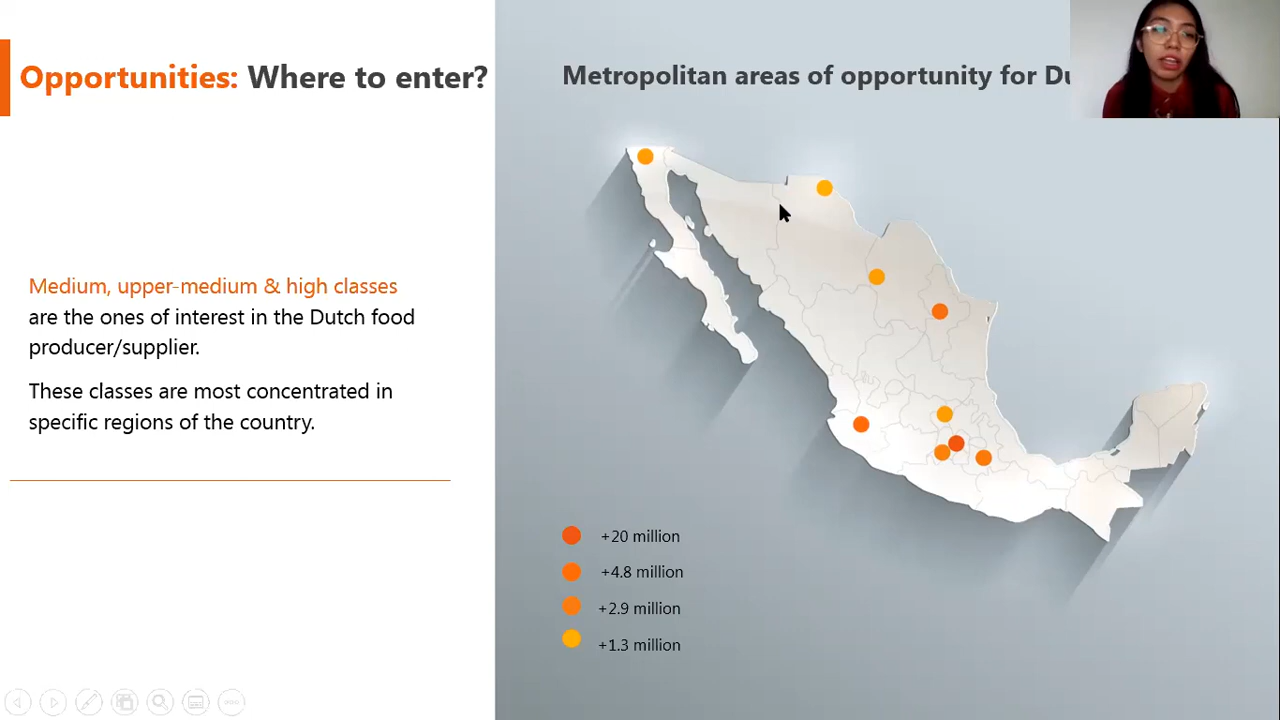 Opportunities: Where to enter?
Metropolitan areas of opportunity for
Medium, upper-medium & high classes
are the ones of interest in the Dutch food
producer/supplier.
These classes are most concentrated in
specific regions of the country.
+20 million
+4.8 million
+2.9 million
+1.3 million